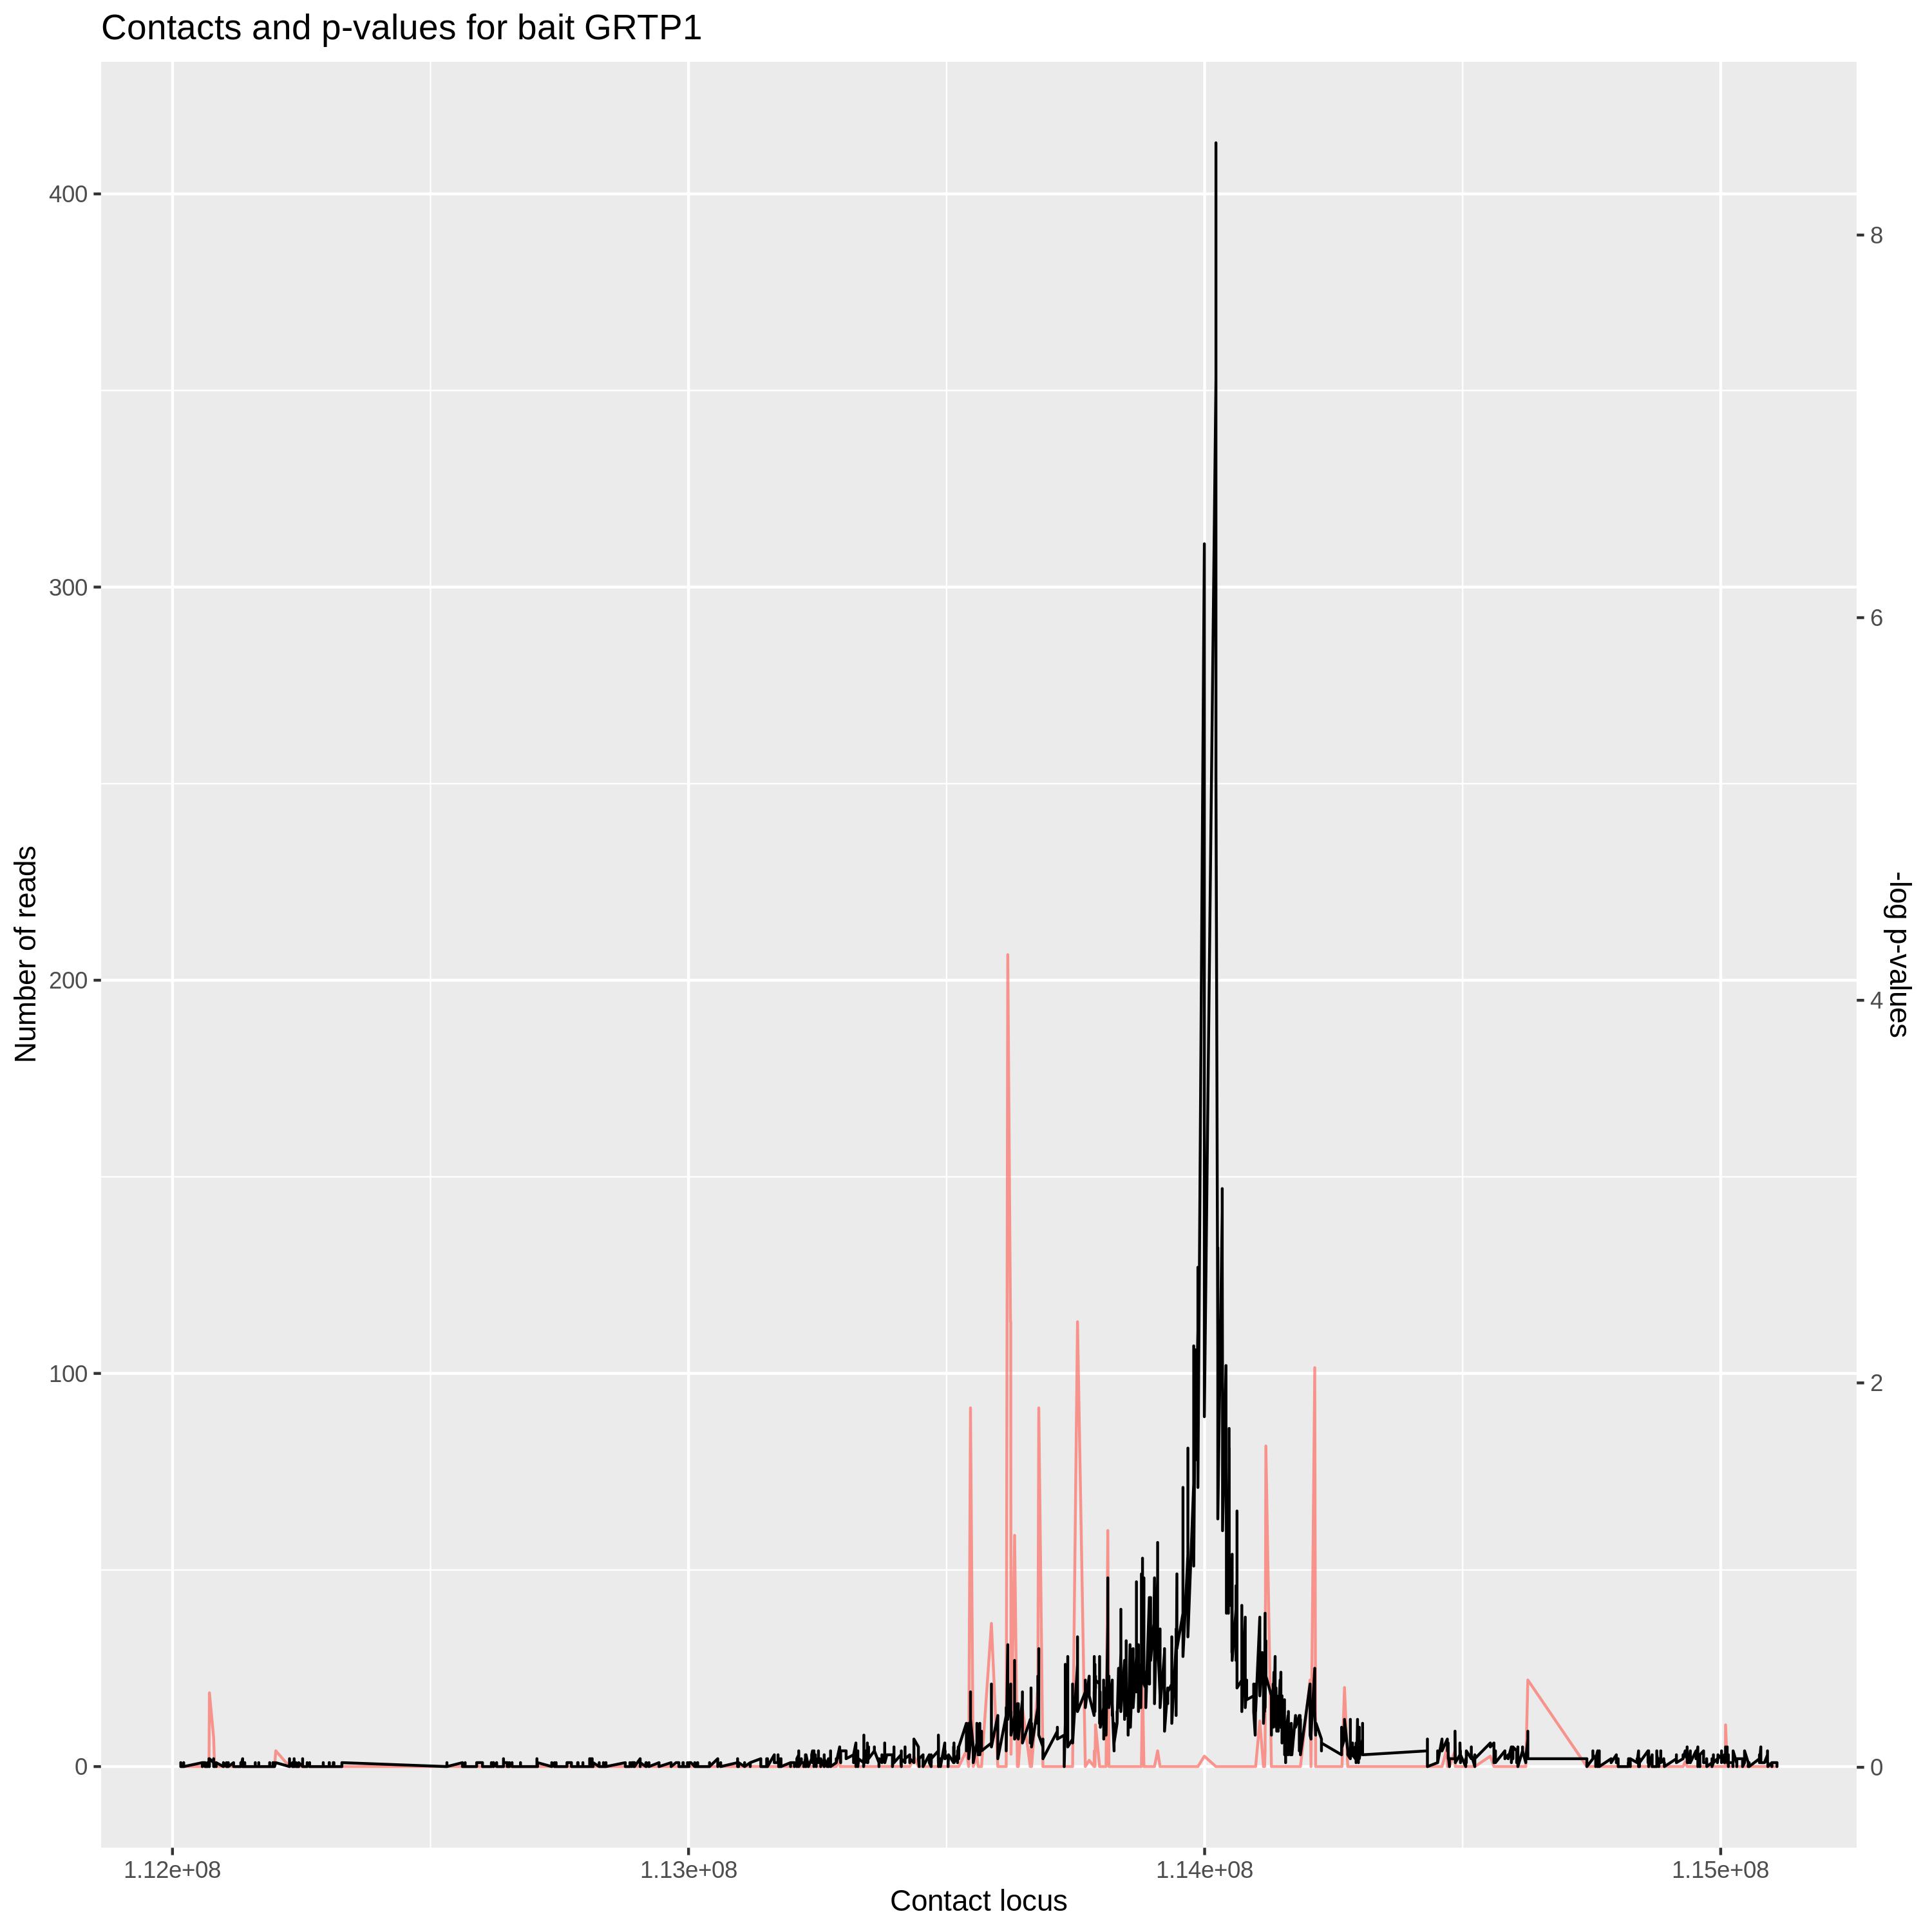 Contacts and p-values for bait GRTP1
400
300
200
100
0
Number of reads
8
6
4
2
0
-log p-values
1.12e+08 1.13e+08 1.14e+08 1.15e+08
Contact locus